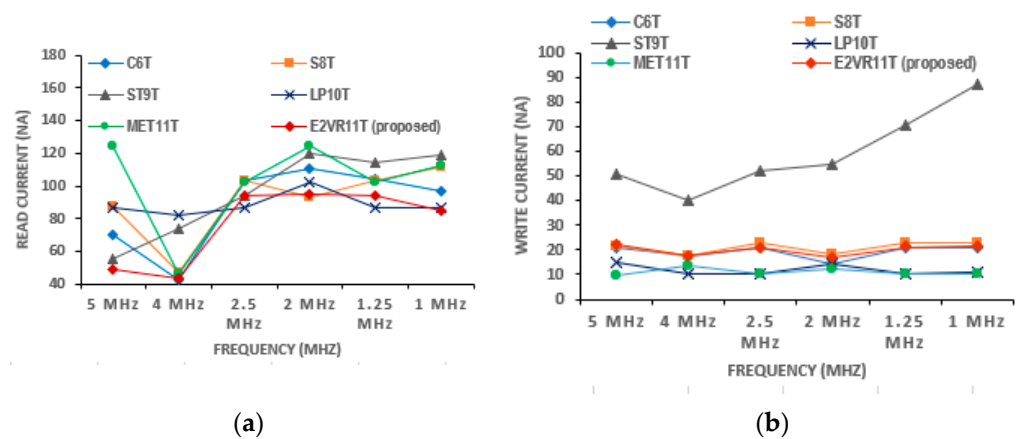 180
160
140
120
100
80
60
40
READ CURRENT (NA)
C6T
S8T
ST9T
LP10T
MET11T
E2VR11T (proposed)
5 MHz
4 MHz
2.5 MHz
2 MHz
1.25 MHz
1 MHz
FREQUENCY (MHZ)
(a)
C6T
S8T
ST9T
LP10T
MET11T
E2VR11T (proposed)
100
90
80
70
60
50
40
30
20
10
0
WRITE CURRENT (NA)
5 MHz
4 MHz
2.5 MHz
2 MHz
1.25 MHz
1 MHz
FREQUENCY (MHZ)
(b)